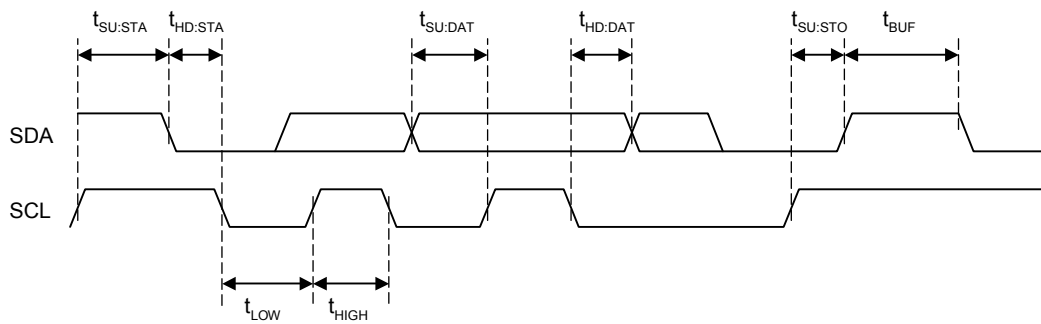 tSU:STA tHD:STA tSU:DAT tHD:DAT tSU:STO tBUF
SDA
SCL
tLOW tHIGH